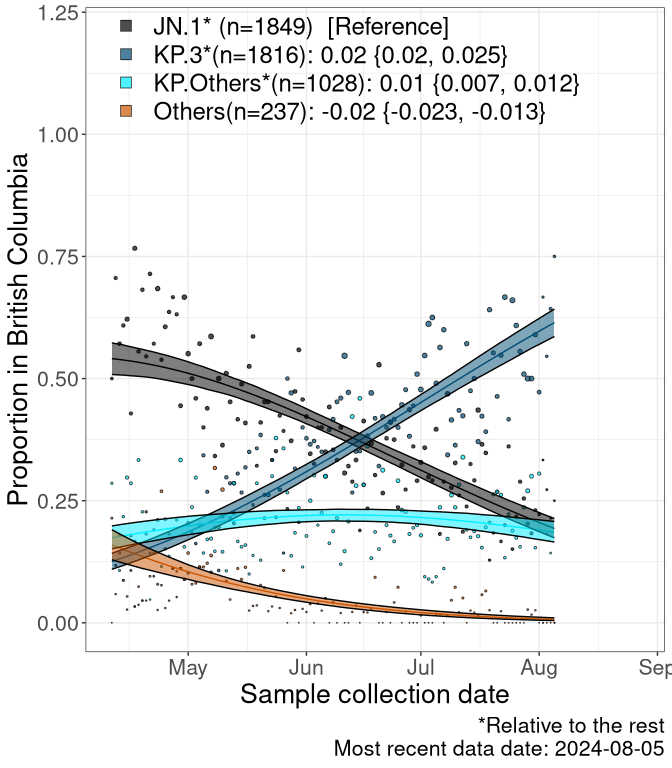 JN.1* (n=1849) [Reference]
KP.3*(n=1816): 0.02 {0.02, 0.025}
KP.Others*(n=1028): 0.01 {0.007, 0.012}
Others(n=237): -0.02 {-0.023, -0.013}
Proportion in British Columbia
1.25
1.00
0.75
0.50
0.25
0.00
May Jun Jul Aug Sep
Sample collection date
*Relative to the rest
Most recent data date: 2024-08-05